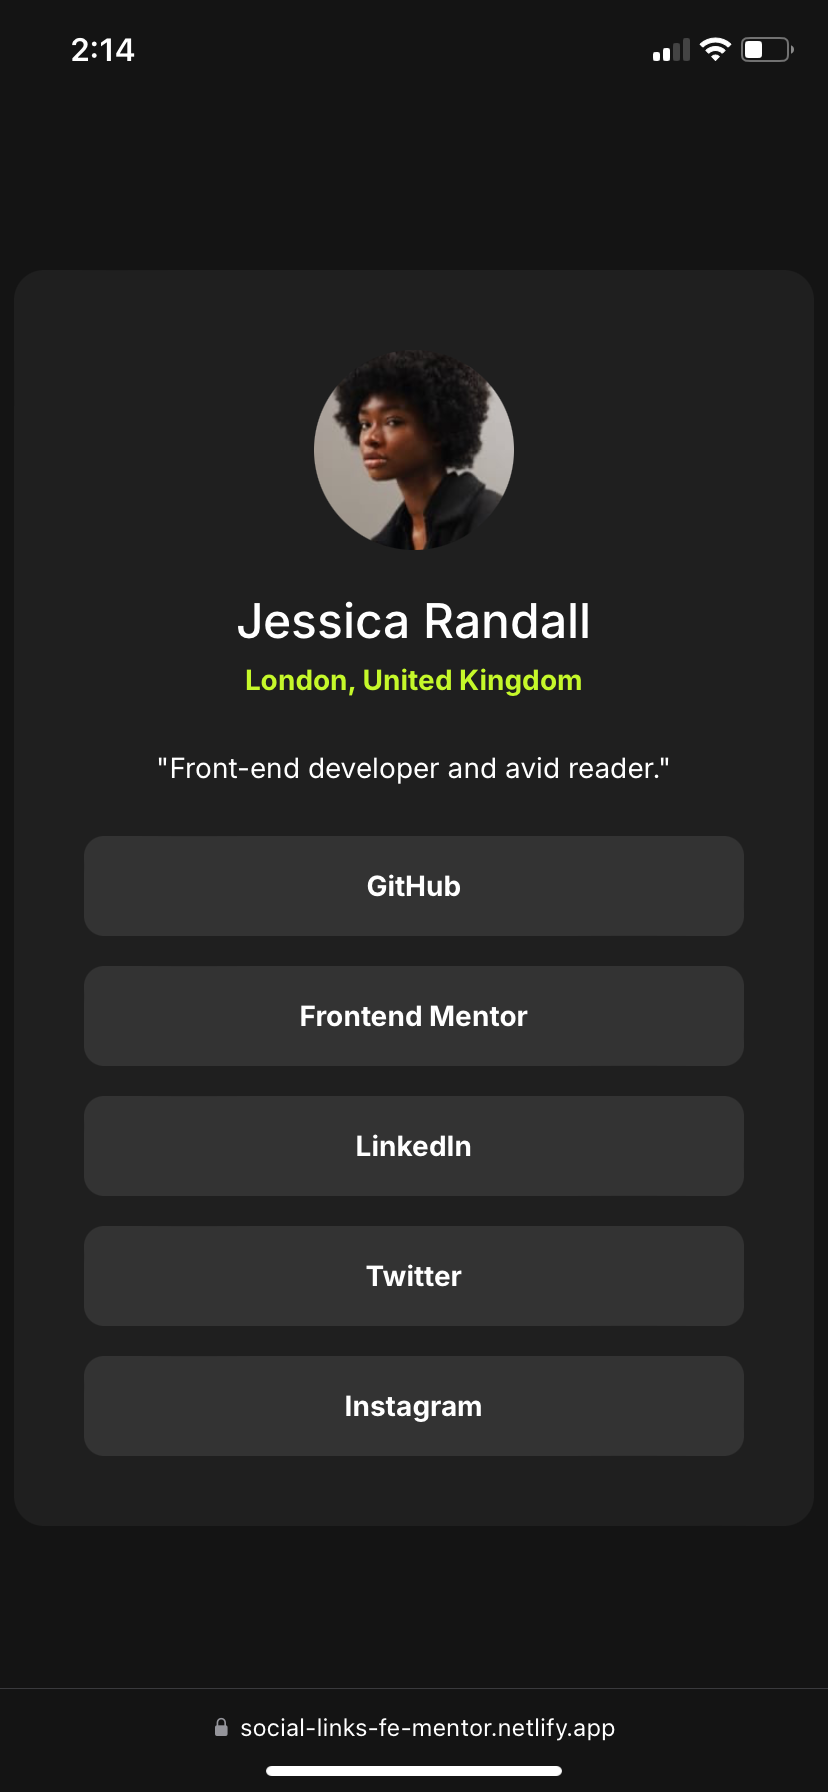 2:14
Jessica Randall
London, United Kingdom
"Front-end developer and avid reader."
GitHub
Frontend Mentor
LinkedIn
Twitter
Instagram
social-links-fe-mentor.netlify.app